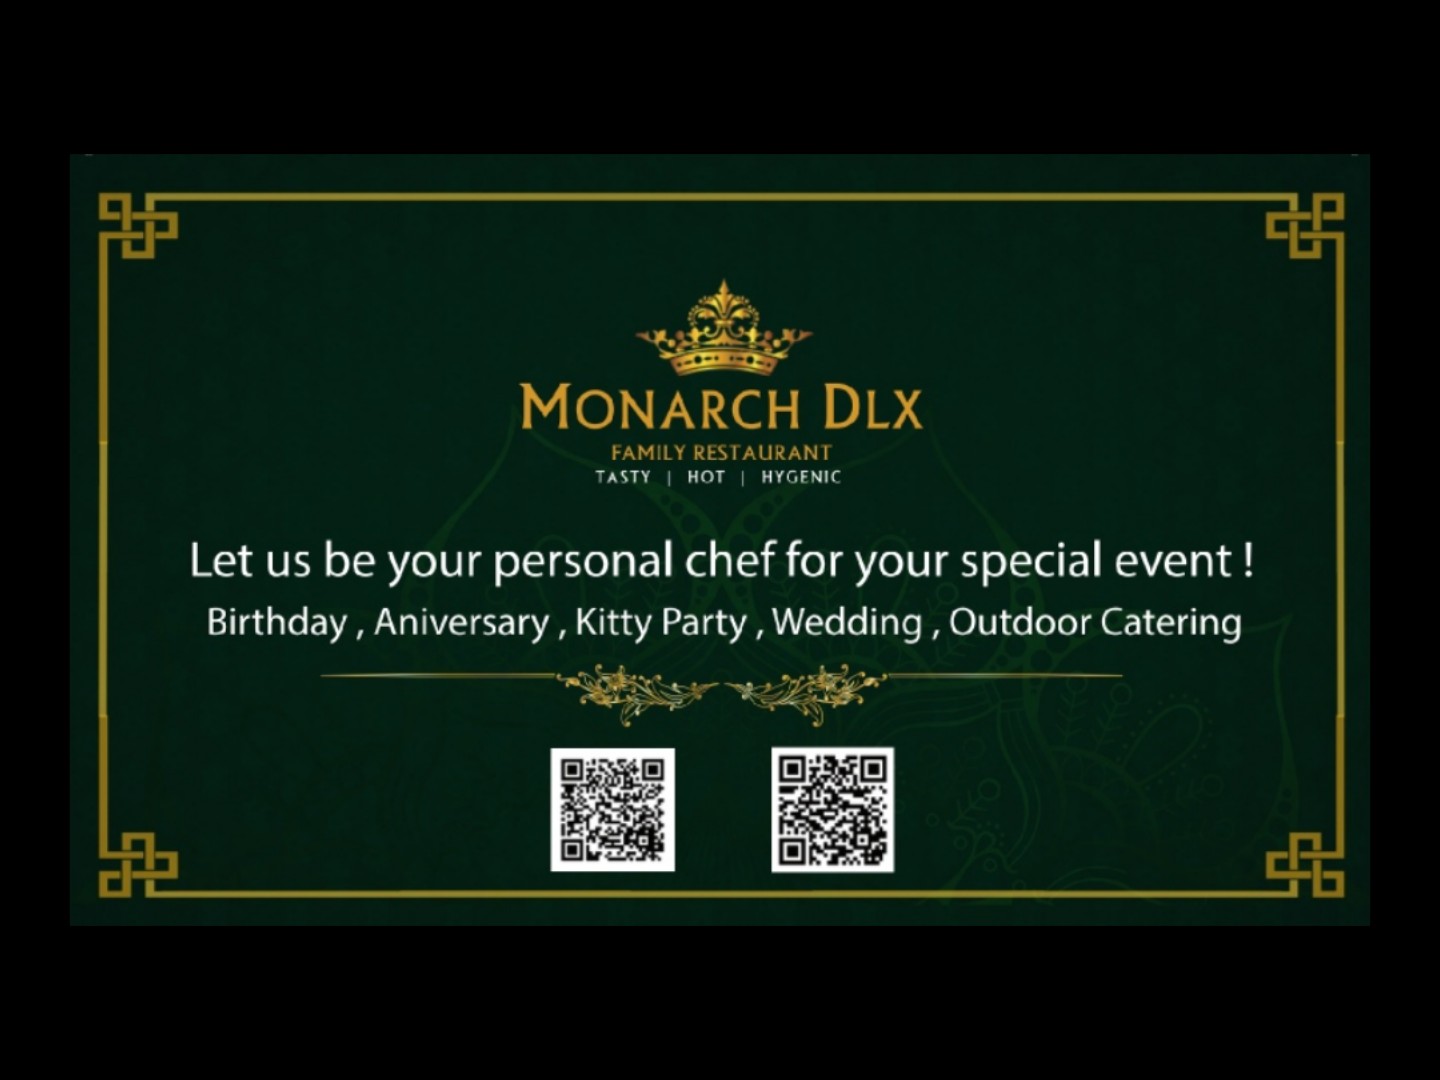 MONARCH DLX
FAMILY RESTAURANT
TASTY | HOT | HYGENIC
Let us be your personal chef for your special event !
Birthday , Aniversary , Kitty Party , Wedding , Outdoor Catering